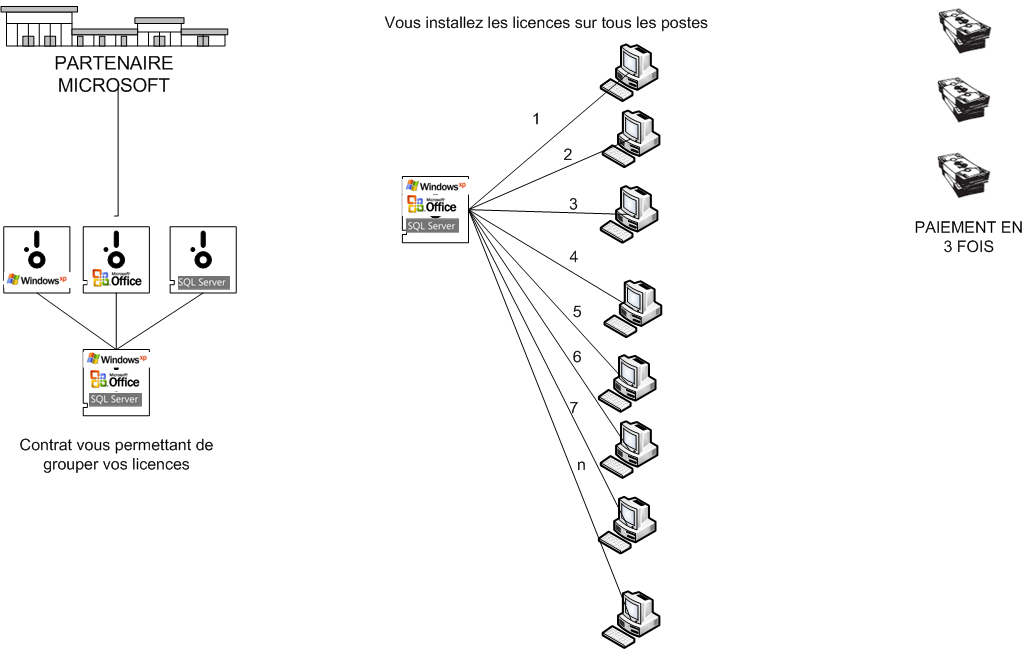 PARTENAIRE
MICROSOFT
Windows xp
Microsoft
Office
SQL Server
Windows xp
Microsoft
Office
SQL Server
Contrat vous permettant de
grouper vos licences
Vous installez les licences sur tous les postes
Windows xp
Microsoft
Office
SQL Server
1
2
3
4
5
6
7
n
PAIEMENT EN
3 FOIS